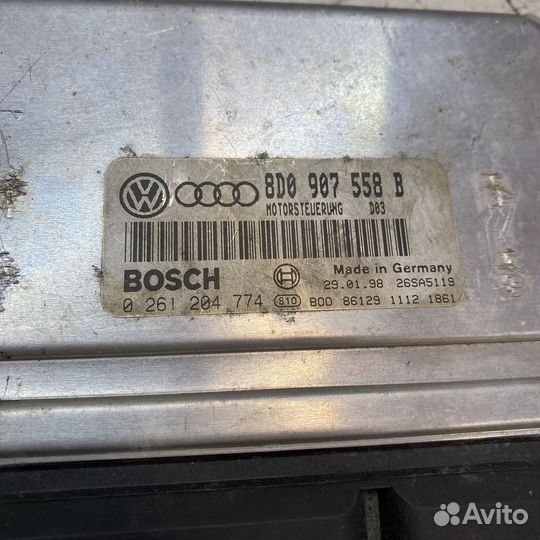 8D0 907 558 B
MOTORSTEUERUNG D03
BOSCH
Made in Germany
29.01.98 26SA5119
0 261 204 774 810 B00 86129 1112 1861
Avito